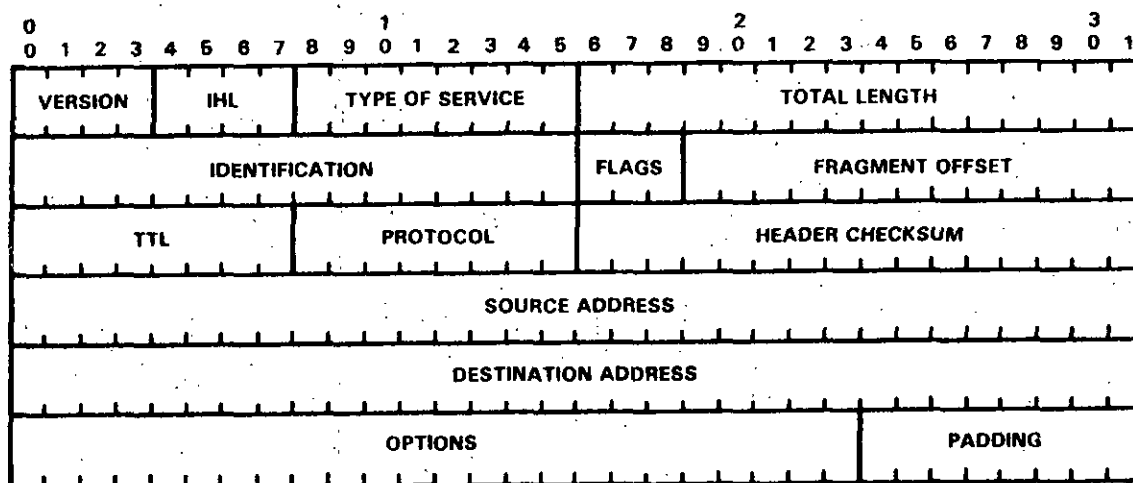 0 1 2 3
0 1 2 3 4 5 6 7 8 9 0 1 2 3 4 5 6 7 8 9 0 1 2 3 4 5 6 7 8 9 0 1
VERSION IHL TYPE OF SERVICE TOTAL LENGTH
IDENTIFICATION FLAGS FRAGMENT OFFSET
TTL PROTOCOL HEADER CHECKSUM
SOURCE ADDRESS
DESTINATION ADDRESS
OPTIONS PADDING